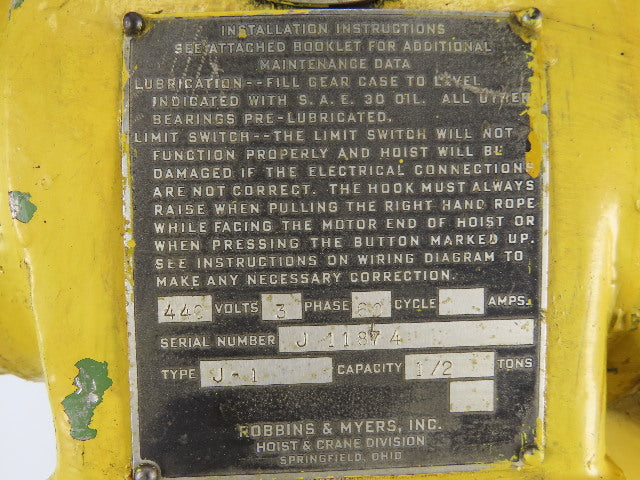 INSTALLATION INSTRUCTIONS
SEE ATTACHED BOOKLET FOR ADDITIONAL
MAINTENANCE DATA
LUBRICATION--FILL GEAR CASE TO LEVEL
INDICATED WITH S.A.E. 30 OIL. ALL OTHER
BEARINGS PRE-LUBRICATED.
LIMIT SWITCH--THE LIMIT SWITCH WILL NOT
FUNCTION PROPERLY AND HOIST WILL BE
DAMAGED IF THE ELECTRICAL CONNECTIONS
ARE NOT CORRECT. THE HOOK MUST ALWAYS
RAISE WHEN PULLING THE RIGHT HAND ROPE
WHILE FACING THE MOTOR END OF HOIST OR
WHEN PRESSING THE BUTTON MARKED UP.
SEE INSTRUCTIONS ON WIRING DIAGRAM TO
MAKE ANY NECESSARY CORRECTION.
440 VOLTS 3 PHASE 60 CYCLE AMPS.
SERIAL NUMBER J 11874
TYPE J-1 CAPACITY 1/2 TONS
ROBBINS & MYERS, INC.
HOIST & CRANE DIVISION
SPRINGFIELD, OHIO